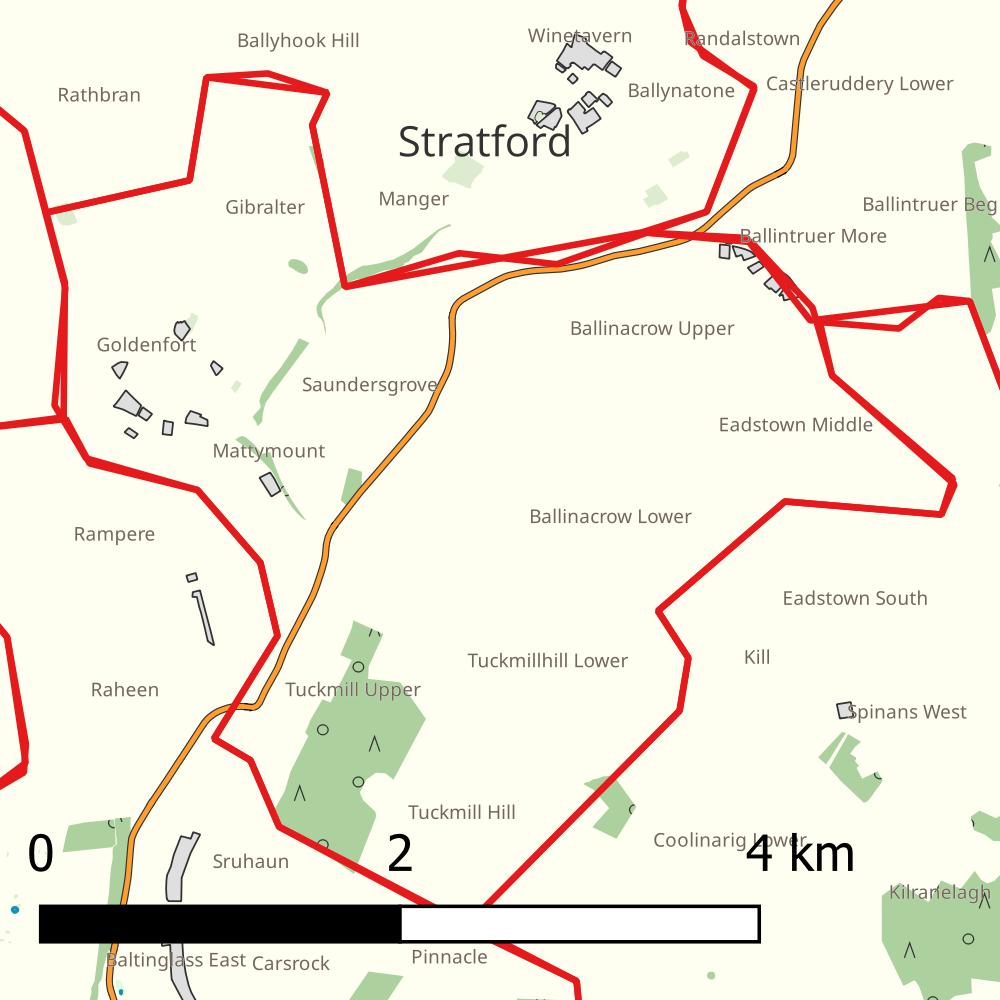 Winetavern
Randalstown
Ballyhook Hill
Castleruddery Lower
Rathbran
Ballynatone
Stratford
Manger
Gibralter
Ballintruer Beg
Ballintruer More
Ballinacrow Upper
Goldenfort
Saundersgrove
Eadstown Middle
Mattymount
Ballinacrow Lower
Rampere
Eadstown South
Tuckmillhill Lower
Kill
Raheen
Tuckmill Upper
Spinans West
Tuckmill Hill
Coolinarig Lower
0 2 4 km
Sruhaun
Kilranelagh
Baltinglass East
Carsrock
Pinnacle